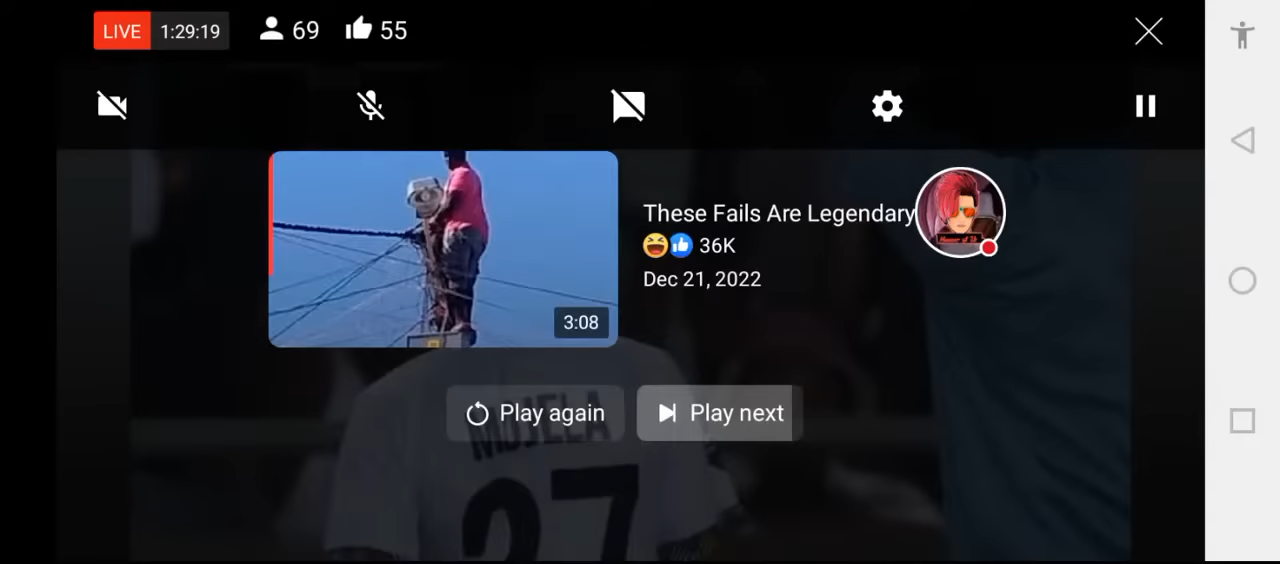 LIVE 1:29:19 69 55
These Fails Are Legendary
36K
Dec 21, 2022
3:08
Play again Play next
27